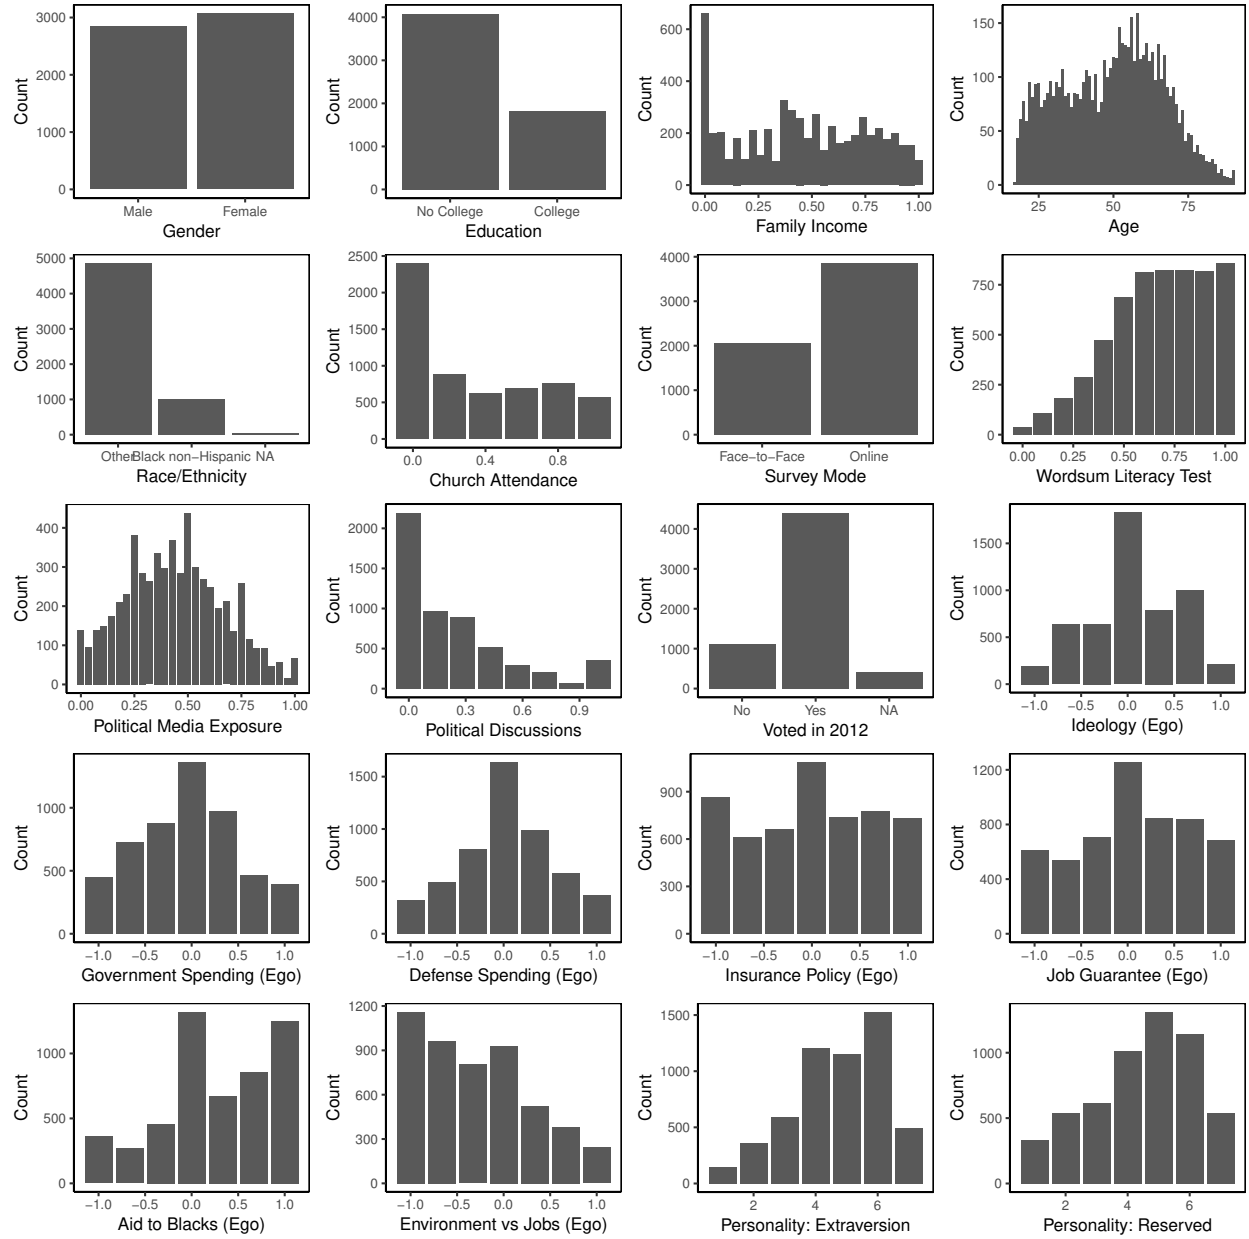 3000
2000
1000
0
Count
Male Female
Gender
4000
3000
2000
1000
0
Count
No College College
Education
600
400
200
0
Count
0.00 0.25 0.50 0.75 1.00
Family Income
150
100
50
0
Count
25 50 75
Age
5000
4000
3000
2000
1000
0
Count
Other Black non−Hispanic NA
Race/Ethnicity
2500
2000
1500
1000
500
0
Count
0.0 0.4 0.8
Church Attendance
4000
3000
2000
1000
0
Count
Face−to−Face Online
Survey Mode
750
500
250
0
Count
0.00 0.25 0.50 0.75 1.00
Wordsum Literacy Test
400
300
200
100
0
Count
0.00 0.25 0.50 0.75 1.00
Political Media Exposure
2000
1500
1000
500
0
Count
0.0 0.3 0.6 0.9
Political Discussions
4000
3000
2000
1000
0
Count
No Yes NA
Voted in 2012
1500
1000
500
0
Count
−1.0 −0.5 0.0 0.5 1.0
Ideology (Ego)
1000
500
0
Count
−1.0 −0.5 0.0 0.5 1.0
Government Spending (Ego)
1500
1000
500
0
Count
−1.0 −0.5 0.0 0.5 1.0
Defense Spending (Ego)
900
600
300
0
Count
−1.0 −0.5 0.0 0.5 1.0
Insurance Policy (Ego)
1200
800
400
0
Count
−1.0 −0.5 0.0 0.5 1.0
Job Guarantee (Ego)
1000
500
0
Count
−1.0 −0.5 0.0 0.5 1.0
Aid to Blacks (Ego)
1200
900
600
300
0
Count
−1.0 −0.5 0.0 0.5 1.0
Environment vs Jobs (Ego)
1500
1000
500
0
Count
2 4 6
Personality: Extraversion
1000
500
0
Count
2 4 6
Personality: Reserved